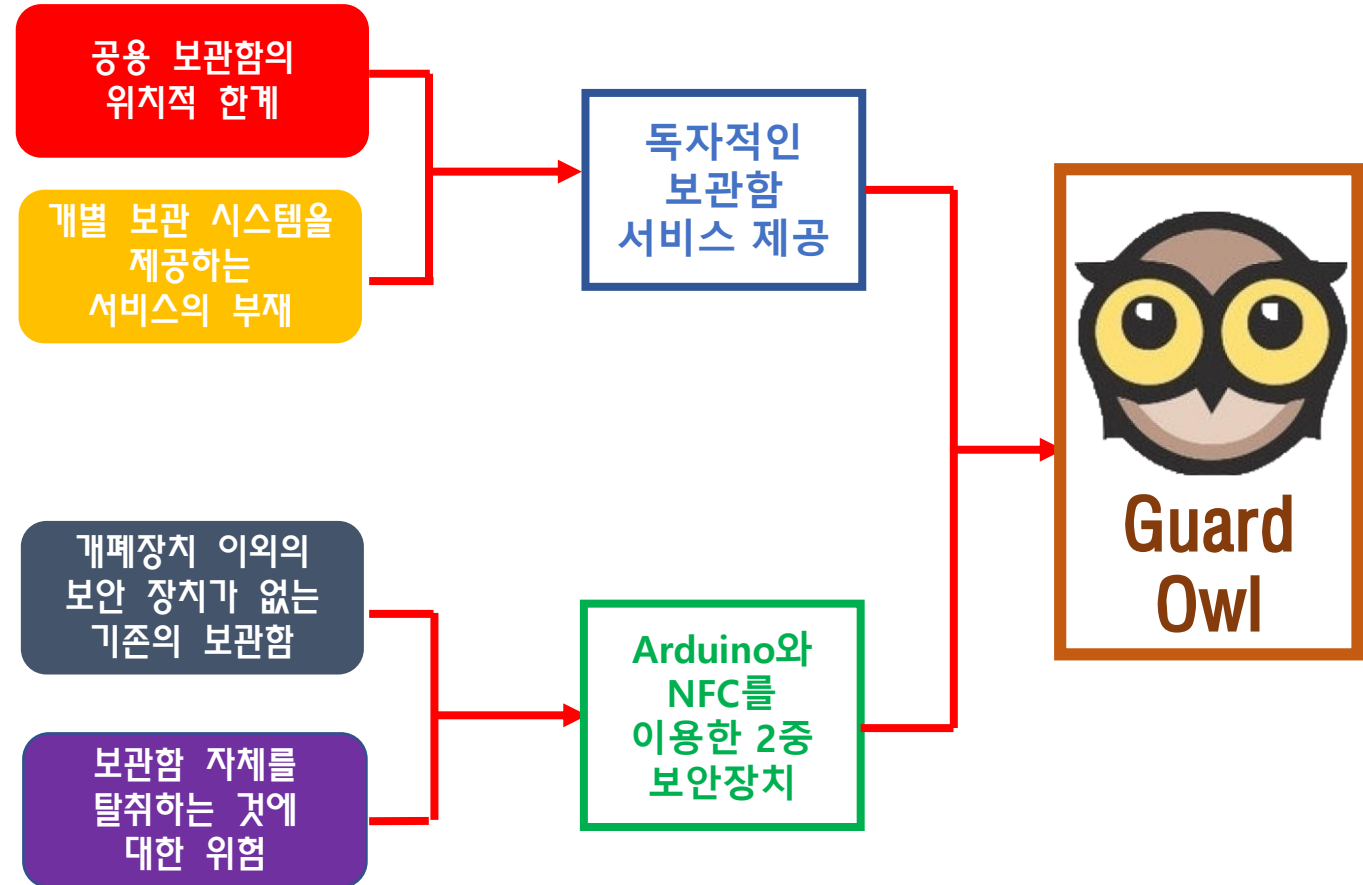 공용 보관함의
위치적 한계
개별 보관 시스템을
제공하는
서비스의 부재
독자적인
보관함
서비스 제공
개폐장치 이외의
보안 장치가 없는
기존의 보관함
보관함 자체를
탈취하는 것에
대한 위험
Arduino와
NFC를
이용한 2중
보안장치
Guard
Owl